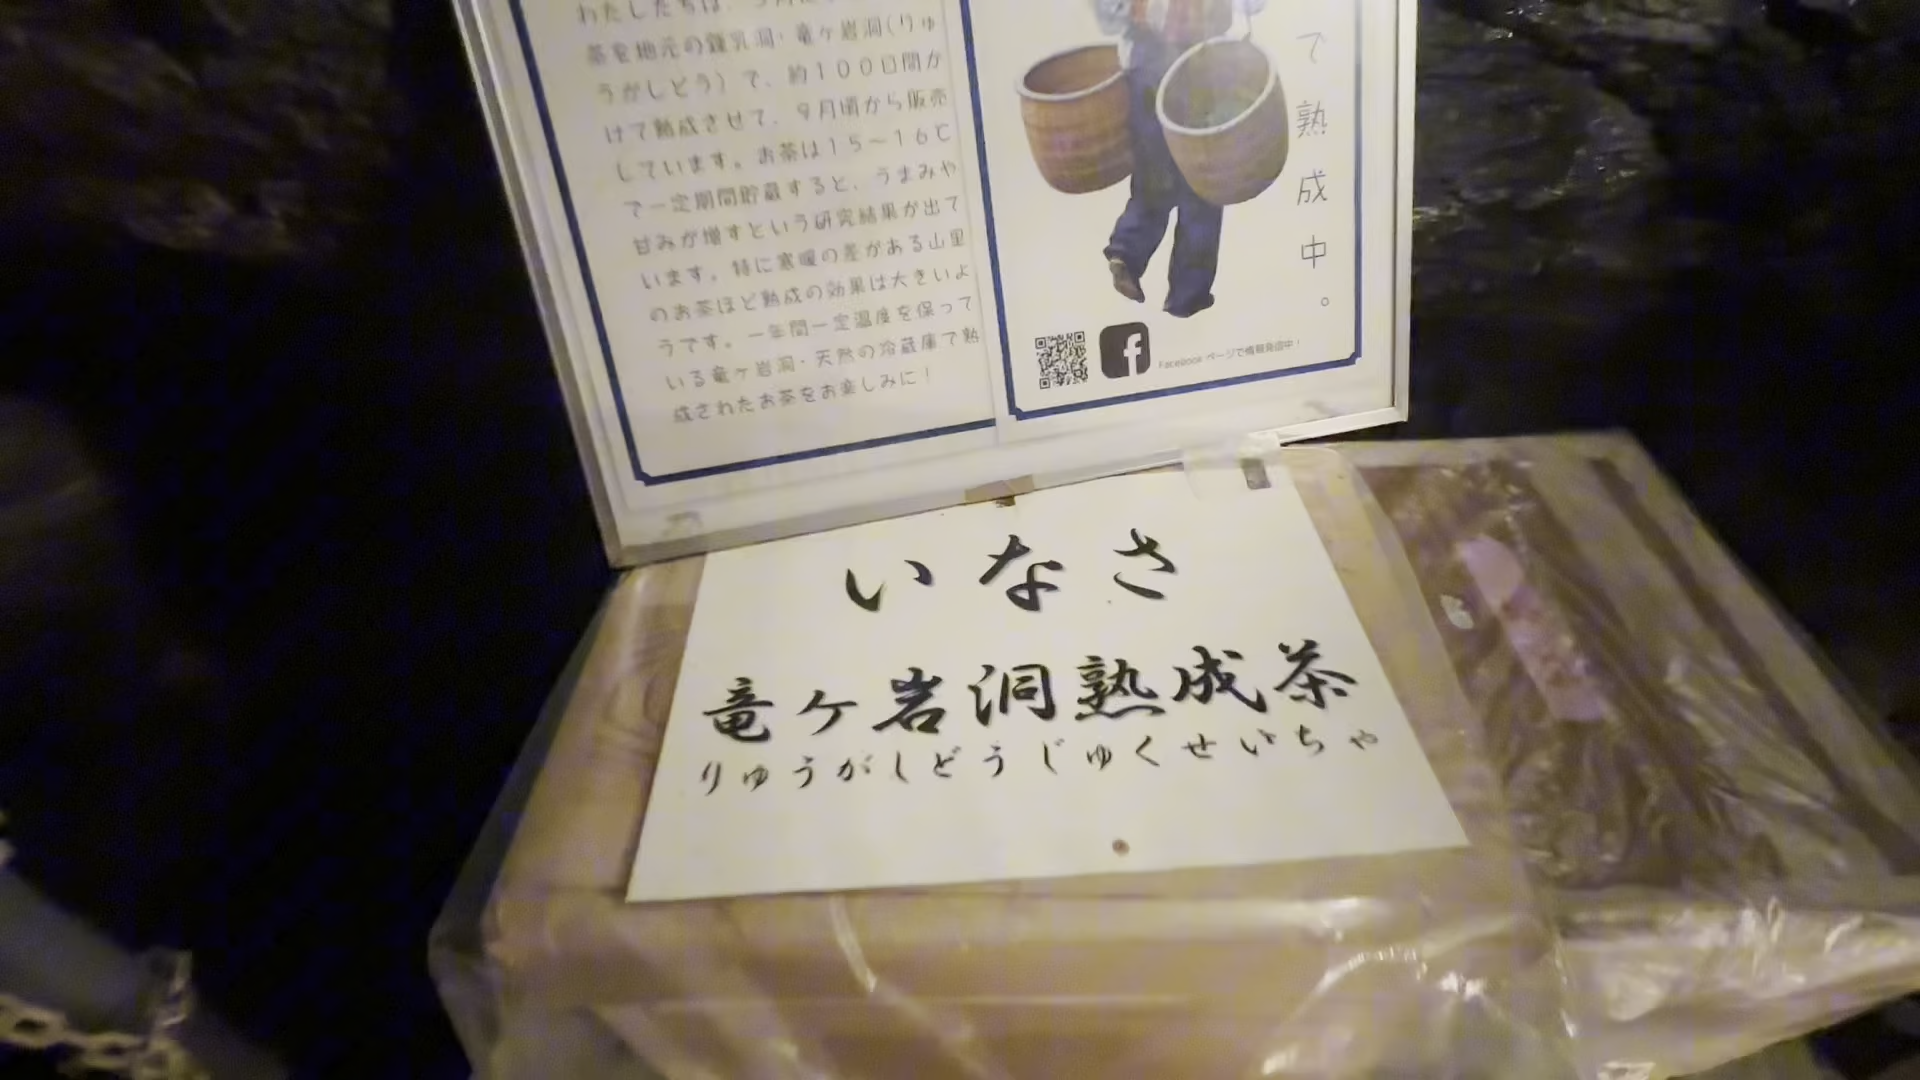 わたしたちは、5月に
茶を地元の鍾乳洞・竜ヶ岩洞(りゅ
うがしどう)で、約100日間か
けて熟成させて、9月頃から販売
しています。お茶は15~16℃
で一定期間貯蔵すると、うまみや
甘みが増すという研究結果が出て
います。特に寒暖の差がある山里
のお茶ほど熟成の効果は大きいよ
うです。一年間一定温度を保って
いる竜ヶ岩洞・天然の冷蔵庫で熟
成されたお茶をお楽しみに!
で熟成中。
Facebook ページで情報発信中!
いなさ
竜ヶ岩洞熟成茶
りゅうがしどうじゅくせいちゃ